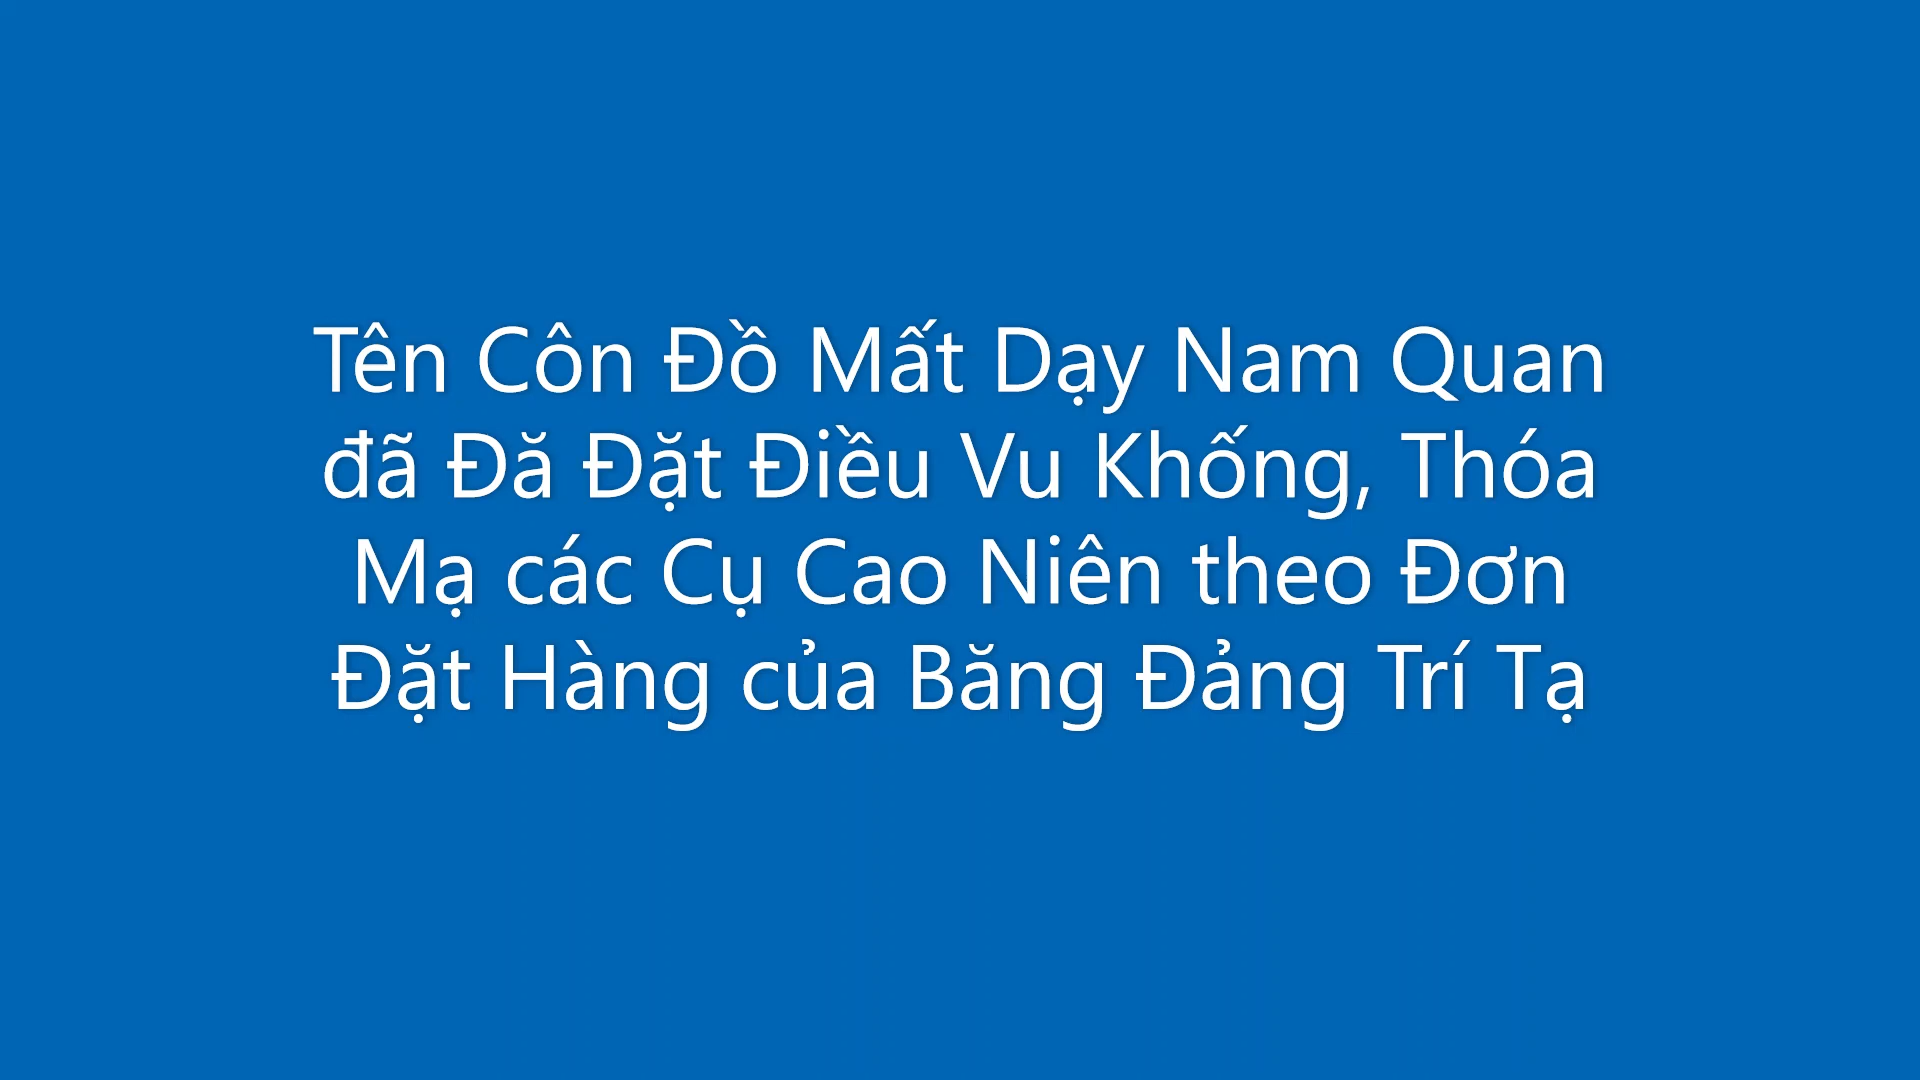 Tên Côn Đồ Mất Dạy Nam Quan
đã Đă Đặt Điều Vu Khống, Thóa
Mạ các Cụ Cao Niên theo Đơn
Đặt Hàng của Băng Đảng Trí Tạ